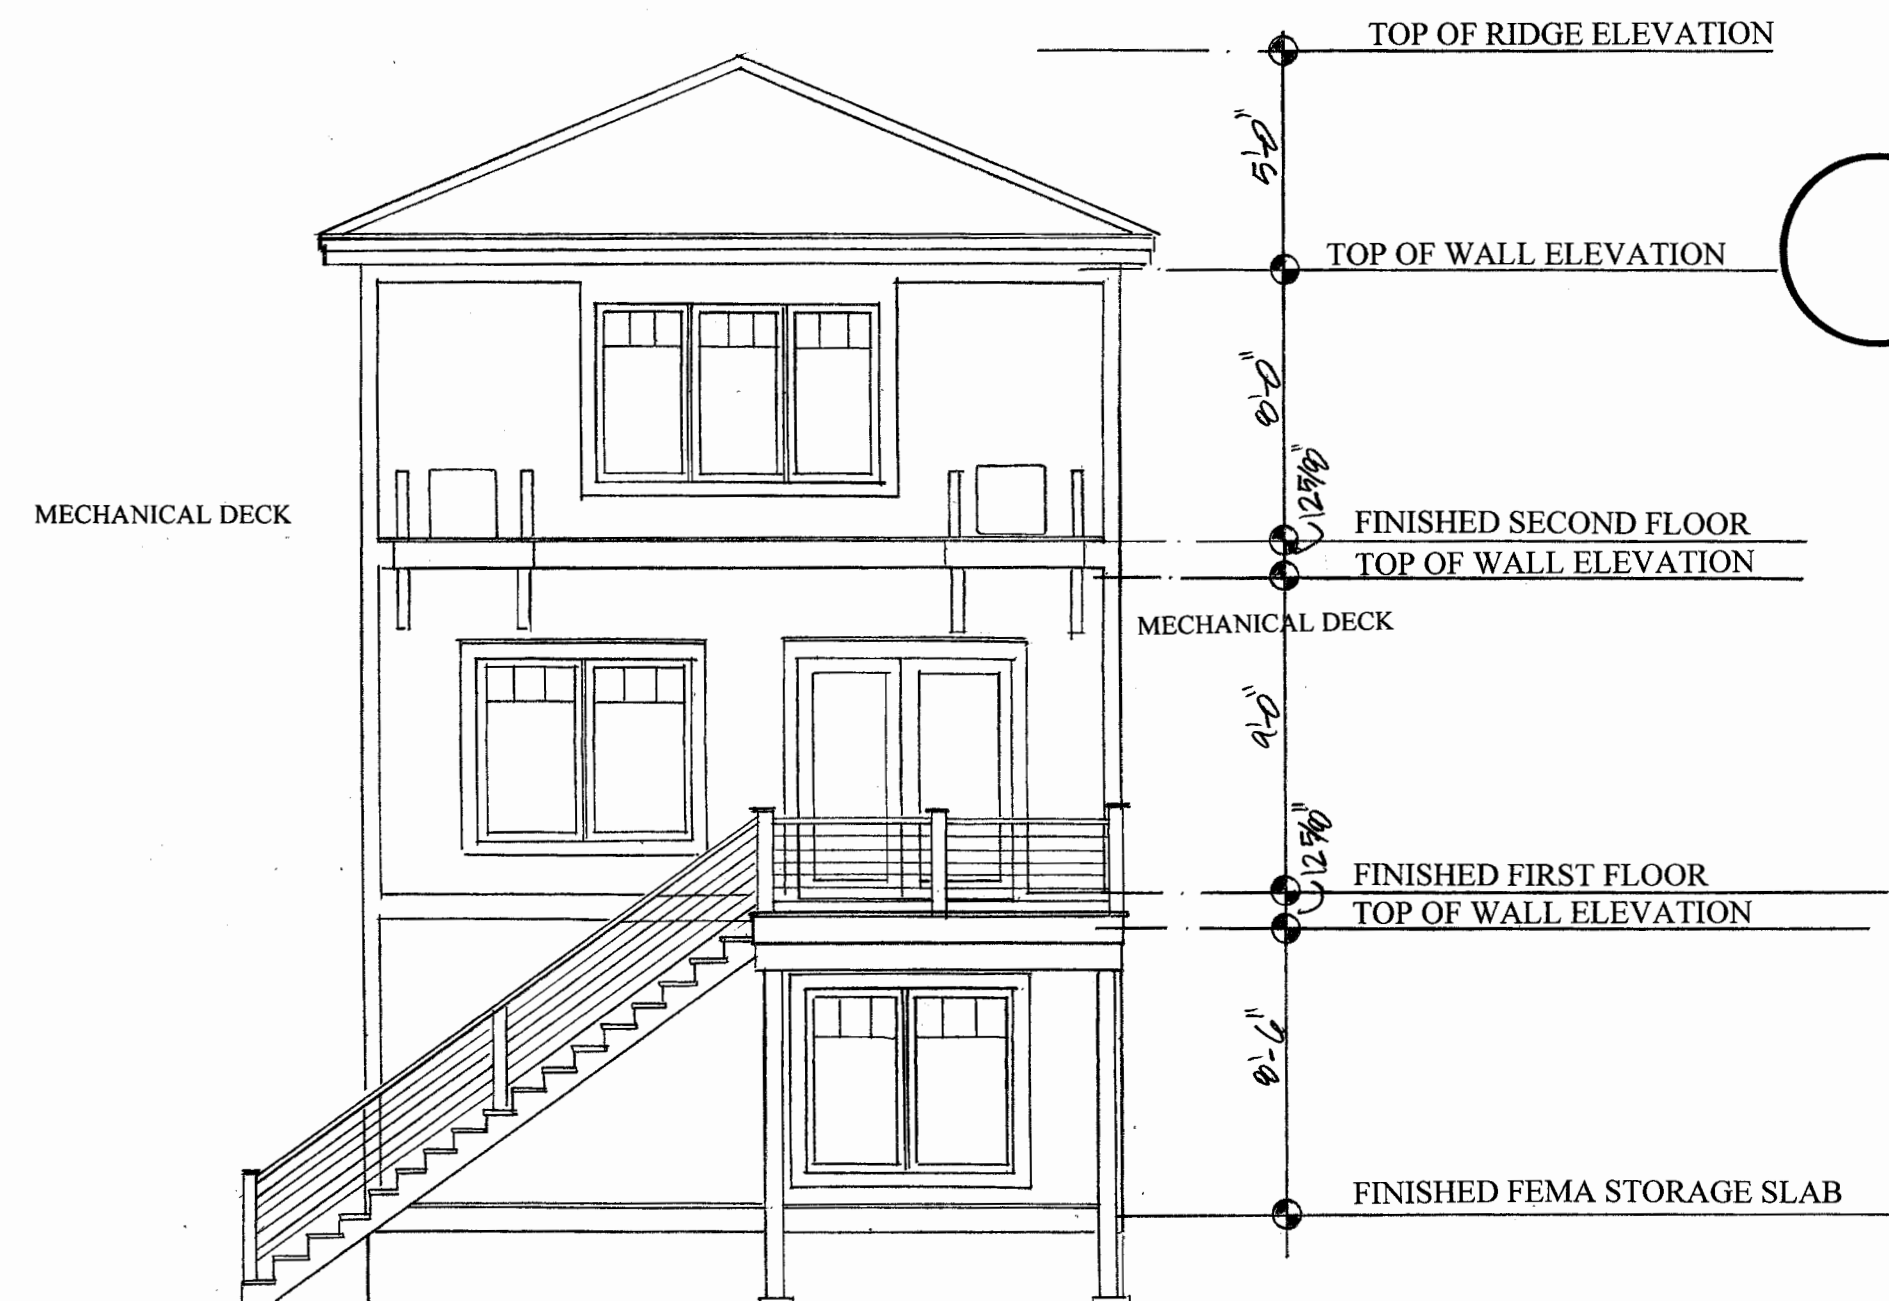 TOP OF RIDGE ELEVATION
5'-0"
TOP OF WALL ELEVATION
8'-0"
12 5/8"
MECHANICAL DECK
FINISHED SECOND FLOOR
TOP OF WALL ELEVATION
MECHANICAL DECK
9'-0"
12 5/8"
FINISHED FIRST FLOOR
TOP OF WALL ELEVATION
FINISHED FEMA STORAGE SLAB